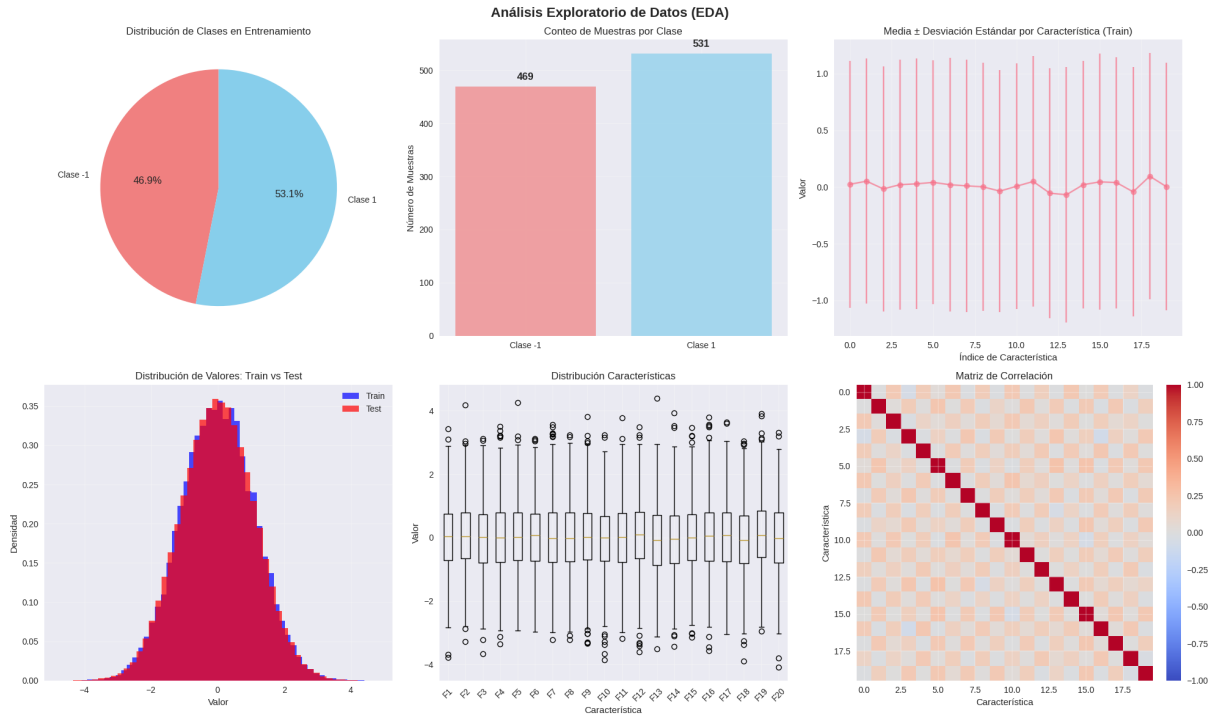 Análisis Exploratorio de Datos (EDA)
Distribución de Clases en Entrenamiento
Clase -1
46.9%
53.1%
Clase 1
Conteo de Muestras por Clase
Número de Muestras
500
400
300
200
100
0
469
531
Clase -1
Clase 1
Media ± Desviación Estándar por Característica (Train)
Valor
1.0
0.5
0.0
−0.5
−1.0
0.0 2.5 5.0 7.5 10.0 12.5 15.0 17.5
Índice de Característica
Distribución de Valores: Train vs Test
Densidad
0.35
0.30
0.25
0.20
0.15
0.10
0.05
0.00
Train
Test
−4 −2 0 2 4
Valor
Distribución Características
Valor
4
2
0
−2
−4
F1 F2 F3 F4 F5 F6 F7 F8 F9 F10 F11 F12 F13 F14 F15 F16 F17 F18 F19 F20
Característica
Matriz de Correlación
Característica
0.0
2.5
5.0
7.5
10.0
12.5
15.0
17.5
0.0 2.5 5.0 7.5 10.0 12.5 15.0 17.5
Característica
1.00
0.75
0.50
0.25
0.00
−0.25
−0.50
−0.75
−1.00